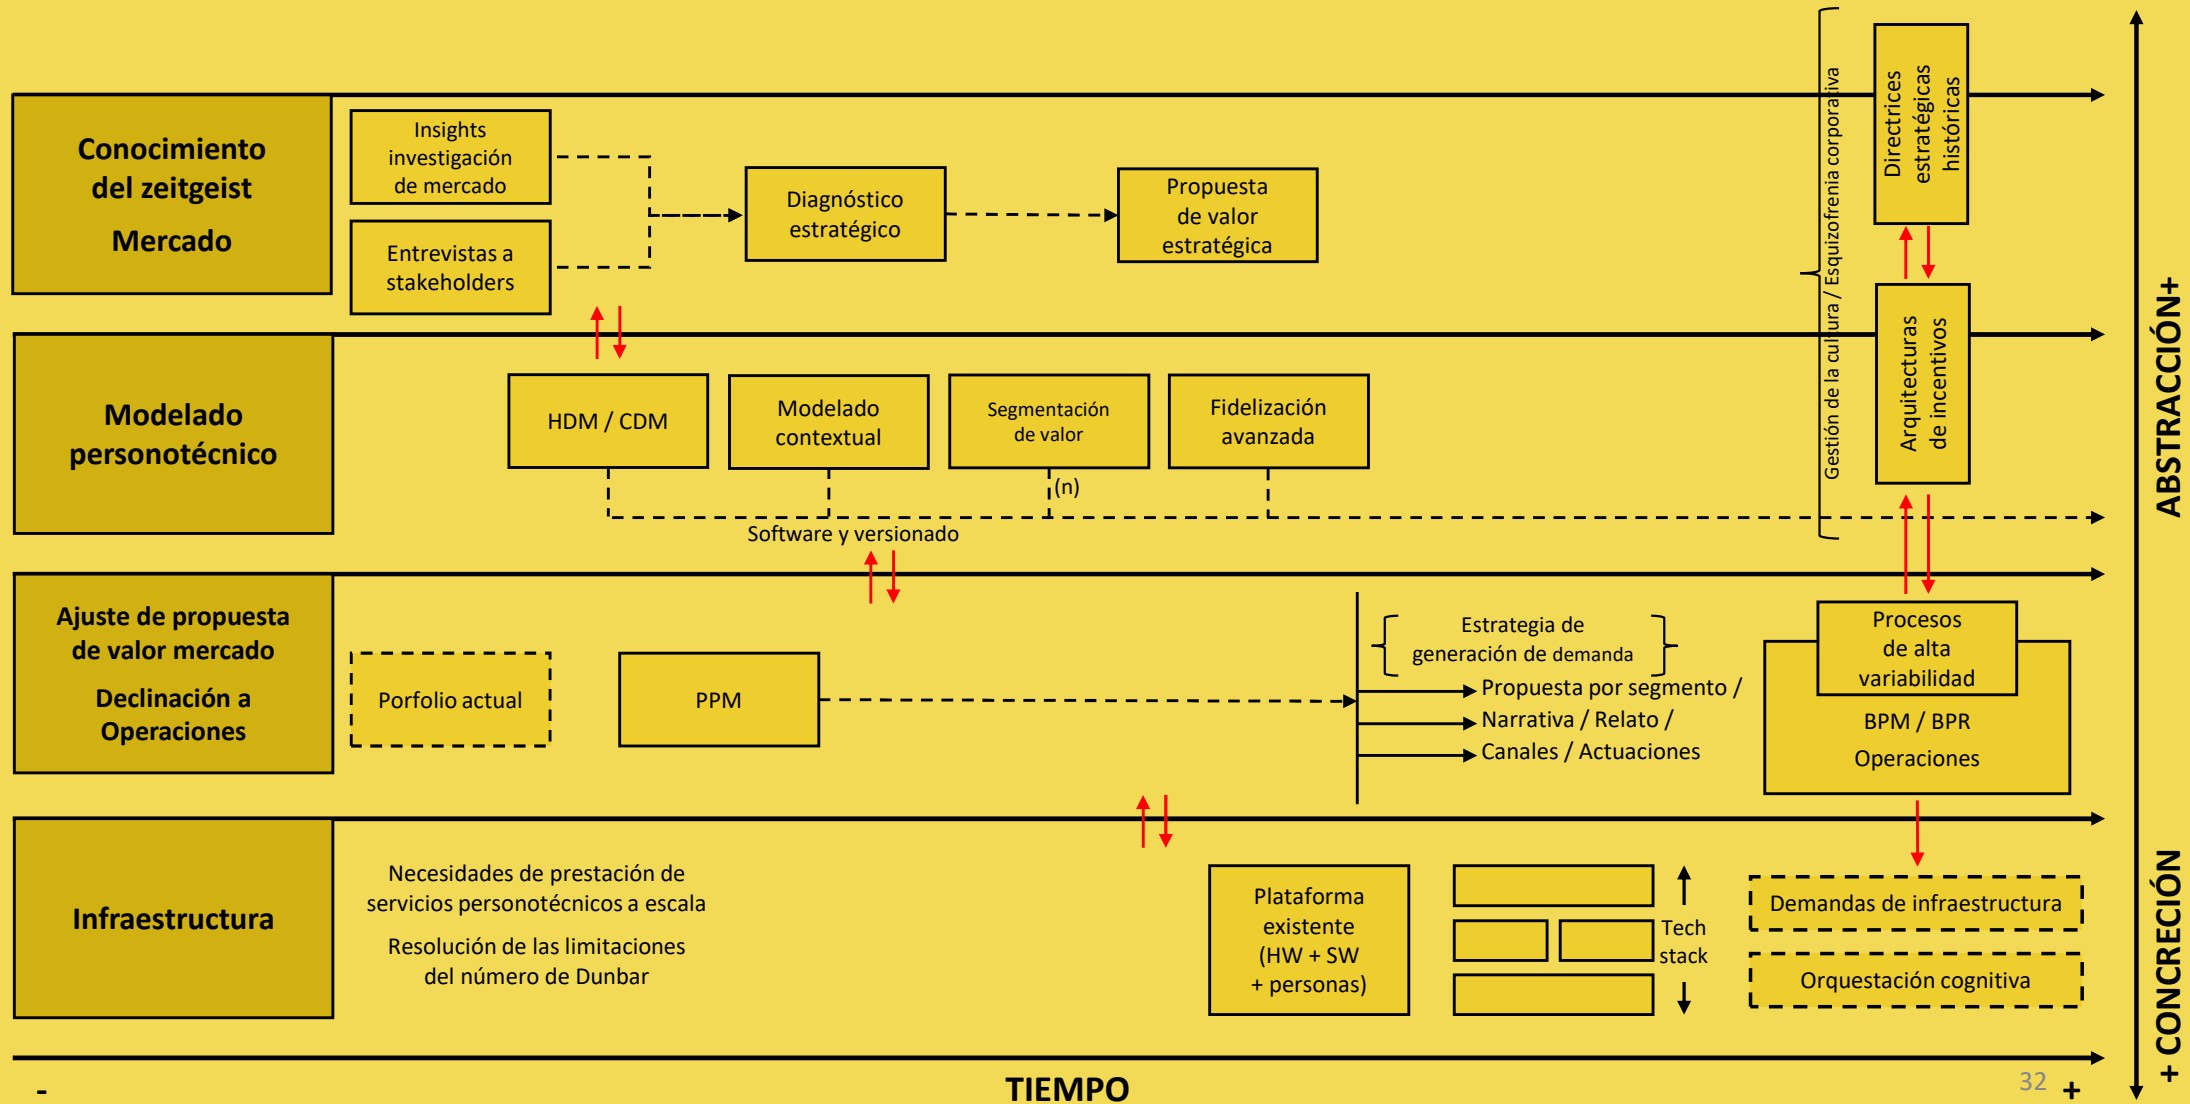 Conocimiento
del zeitgeist
Mercado
Insights
investigación
de mercado
Entrevistas a
stakeholders
Diagnóstico
estratégico
Propuesta
de valor
estratégica
Gestión de la cultura / Esquizofrenia corporativa
Directrices
estratégicas
históricas
Modelado
personotécnico
HDM / CDM
Modelado
contextual
Segmentación
de valor
(n)
Fidelización
avanzada
Software y versionado
Arquitecturas
de incentivos
Ajuste de propuesta
de valor mercado
Declinación a
Operaciones
Porfolio actual
PPM
Estrategia de
generación de demanda
Propuesta por segmento /
Narrativa / Relato /
Canales / Actuaciones
Procesos
de alta
variabilidad
BPM / BPR
Operaciones
Infraestructura
Necesidades de prestación de
servicios personotécnicos a escala
Resolución de las limitaciones
del número de Dunbar
Plataforma
existente
(HW + SW
+ personas)
Tech
stack
Demandas de infraestructura
Orquestación cognitiva
ABSTRACCIÓN+
+ CONCRECIÓN
-
TIEMPO
32
+